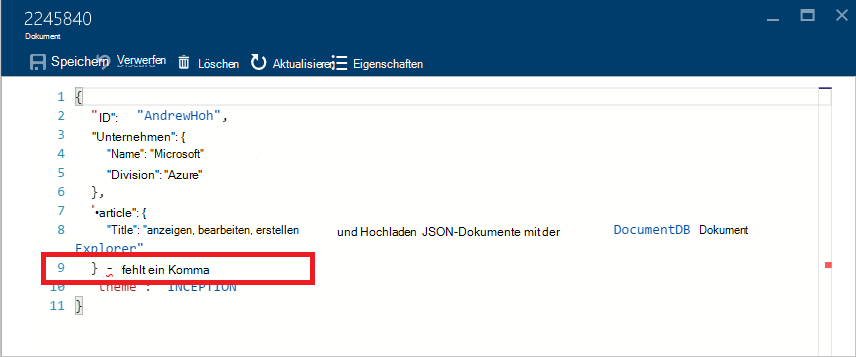 2245840
Dokument
Speichern Verwerfen Löschen Aktualisieren Eigenschaften
1 {
2 "ID": "AndrewHoh",
3 "Unternehmen": {
4 "Name": "Microsoft"
5 "Division": "Azure"
6 },
7 "article": {
8 "Title": "anzeigen, bearbeiten, erstellen und Hochladen JSON-Dokumente mit der DocumentDB Dokument
Explorer"
9 } - fehlt ein Komma
10 "theme": "INCEPTION"
11 }